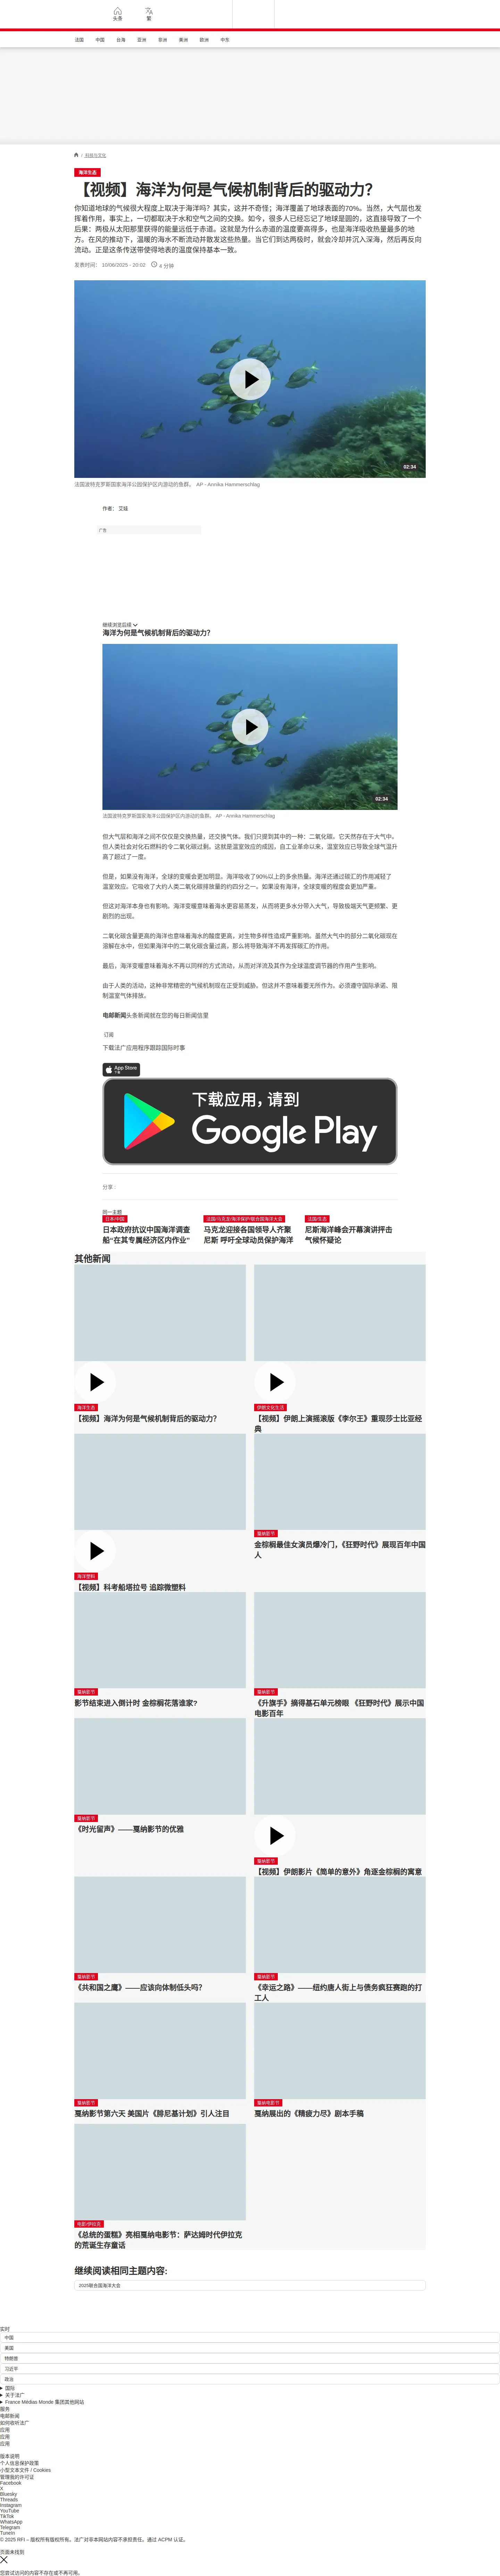 头条
繁
法国
中国
台海
亚洲
非洲
美洲
欧洲
中东
/ 科技与文化
海洋生态
【视频】海洋为何是气候机制背后的驱动力？
你知道地球的气候很大程度上取决于海洋吗？其实，这并不奇怪；海洋覆盖了地球表面的70%。当然，大气层也发
挥着作用，事实上，一切都取决于水和空气之间的交换。如今，很多人已经忘记了地球是圆的，这直接导致了一个
后果：两极从太阳那里获得的能量远低于赤道。这就是为什么赤道的温度要高得多，也是海洋吸收热量最多的地
方。在风的推动下，温暖的海水不断流动并散发这些热量。当它们到达两极时，就会冷却并沉入深海，然后再反向
流动。正是这条传送带使得地表的温度保持基本一致。
发表时间： 10/06/2025 - 20:02
4 分钟
02:34
法国波特克罗斯国家海洋公园保护区内游动的鱼群。 AP - Annika Hammerschlag
作者： 艾娃
广告
继续浏览后续
海洋为何是气候机制背后的驱动力？
02:34
法国波特克罗斯国家海洋公园保护区内游动的鱼群。 AP - Annika Hammerschlag
但大气层和海洋之间不仅仅是交换热量，还交换气体。我们只提到其中的一种：二氧化碳。它天然存在于大气中。
但人类社会对化石燃料的令二氧化碳过剩。这就是温室效应的成因。自工业革命以来，温室效应已导致全球气温升
高了超过了一度。
但是，如果没有海洋，全球的变暖会更加明显。海洋吸收了90%以上的多余热量。海洋还通过碳汇的作用减轻了
温室效应。它吸收了大约人类二氧化碳排放量的约四分之一。如果没有海洋，全球变暖的程度会更加严重。
但这对海洋本身也有影响。海洋变暖意味着海水更容易蒸发，从而将更多水分带入大气，导致极端天气更频繁、更
剧烈的出现。
二氧化碳含量更高的海洋也意味着海水的酸度更高，对生物多样性造成严重影响。虽然大气中的部分二氧化碳现在
溶解在水中，但如果海洋中的二氧化碳含量过高，那么将导致海洋不再发挥碳汇的作用。
最后，海洋变暖意味着海水不再以同样的方式流动，从而对洋流及其作为全球温度调节器的作用产生影响。
由于人类的活动，这种非常精密的气候机制现在正受到威胁。但这并不意味着要无所作为。必须遵守国际承诺、限
制温室气体排放。
电邮新闻头条新闻就在您的每日新闻信里
订阅
下载法广应用程序跟踪国际时事
App Store
下载
下载应用，请到
Google Play
分享 :
同一主题
日本/中国
日本政府抗议中国海洋调查
船“在其专属经济区内作业”
法国/马克龙/海洋保护/联合国海洋大会
马克龙迎接各国领导人齐聚
尼斯 呼吁全球动员保护海洋
法国/生态
尼斯海洋峰会开幕演讲抨击
气候怀疑论
其他新闻
海洋生态
【视频】海洋为何是气候机制背后的驱动力？
伊朗文化生活
【视频】伊朗上演摇滚版《李尔王》重现莎士比亚经
典
海洋塑料
【视频】科考船塔拉号 追踪微塑料
戛纳影节
金棕榈最佳女演员爆冷门，《狂野时代》展现百年中国
人
戛纳影节
影节结束进入倒计时 金棕榈花落谁家?
戛纳影节
《升旗手》摘得基石单元榜眼 《狂野时代》展示中国
电影百年
戛纳影节
《时光留声》——戛纳影节的优雅
戛纳影节
【视频】伊朗影片《简单的意外》角逐金棕榈的寓意
戛纳影节
《共和国之鹰》——应该向体制低头吗？
戛纳影节
《幸运之路》——纽约唐人街上与债务疯狂赛跑的打
工人
戛纳影节
戛纳影节第六天 美国片《腓尼基计划》引人注目
戛纳电影节
戛纳展出的《精疲力尽》剧本手稿
电影/伊拉克
《总统的蛋糕》亮相戛纳电影节：萨达姆时代伊拉克
的荒诞生存童话
继续阅读相同主题内容:
2025联合国海洋大会
实时
中国
美国
特朗普
习近平
政治
国际
关于法广
France Médias Monde 集团其他网站
服务
电邮新闻
如何收听法广
应用
应用
应用
版本说明
个人信息保护政策
小型文本文件 / Cookies
管理我的许可证
Facebook
X
Bluesky
Threads
Instagram
YouTube
TikTok
WhatsApp
Telegram
TuneIn
© 2025 RFI – 版权所有版权所有。法广对非本网站内容不承担责任。通过 ACPM 认证。
页面未找到
您尝试访问的内容不存在或不再可用。